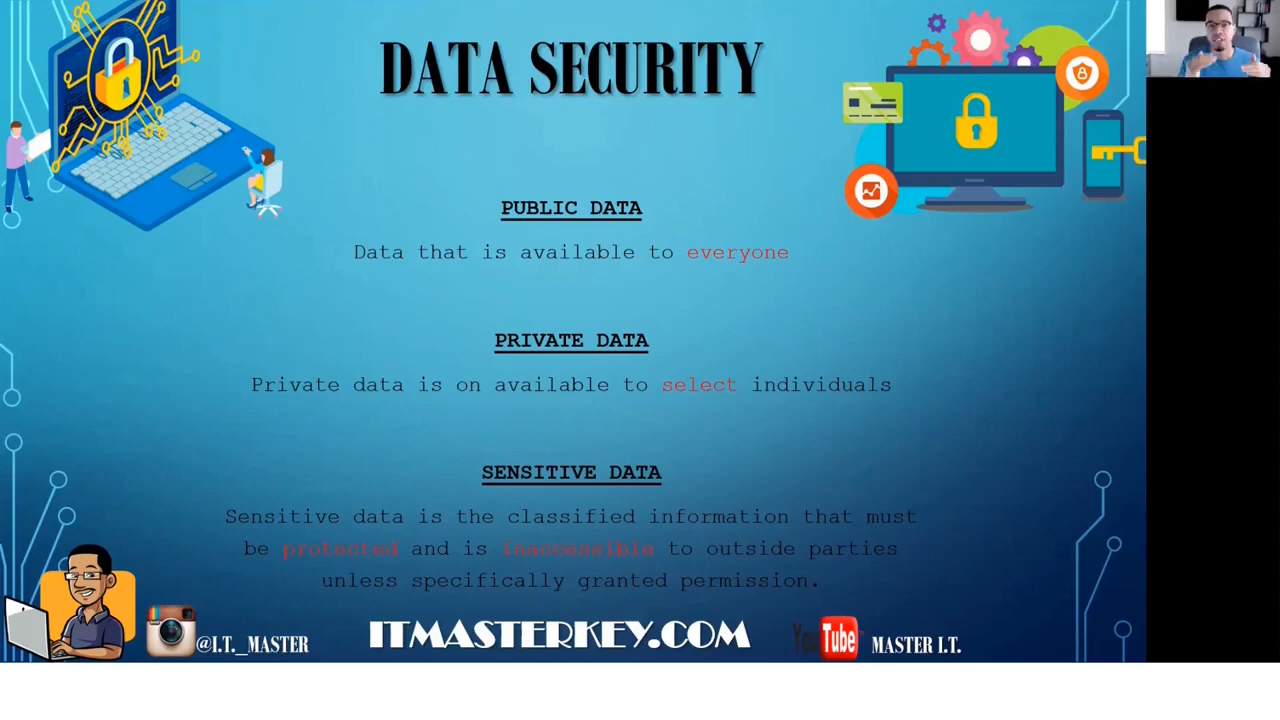 DATA SECURITY
PUBLIC DATA
Data that is available to everyone
PRIVATE DATA
Private data is on available to select individuals
SENSITIVE DATA
Sensitive data is the classified information that must
be protected and is inaccessible to outside parties
unless specifically granted permission.
@I.T._MASTER
ITMASTERKEY.COM
YouTube
MASTER I.T.